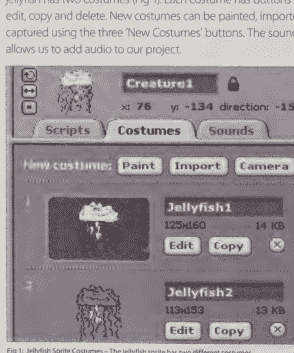 jellyfish has two costumes (Fig 1). Each costume has buttons
edit, copy and delete. New costumes can be painted, importe
captured using the three 'New Costumes' buttons. The sound
allows us to add audio to our project.
Creature1
x: 76 y: -134 direction: -15
Scripts Costumes Sounds
New costume: Paint Import Camera
1
Jellyfish1
125x160 14 KB
Edit Copy
2
Jellyfish2
113x153 13 KB
Edit Copy
Fig 1: Jellyfish Sprite Costumes – The jellyfish sprite has two different costumes